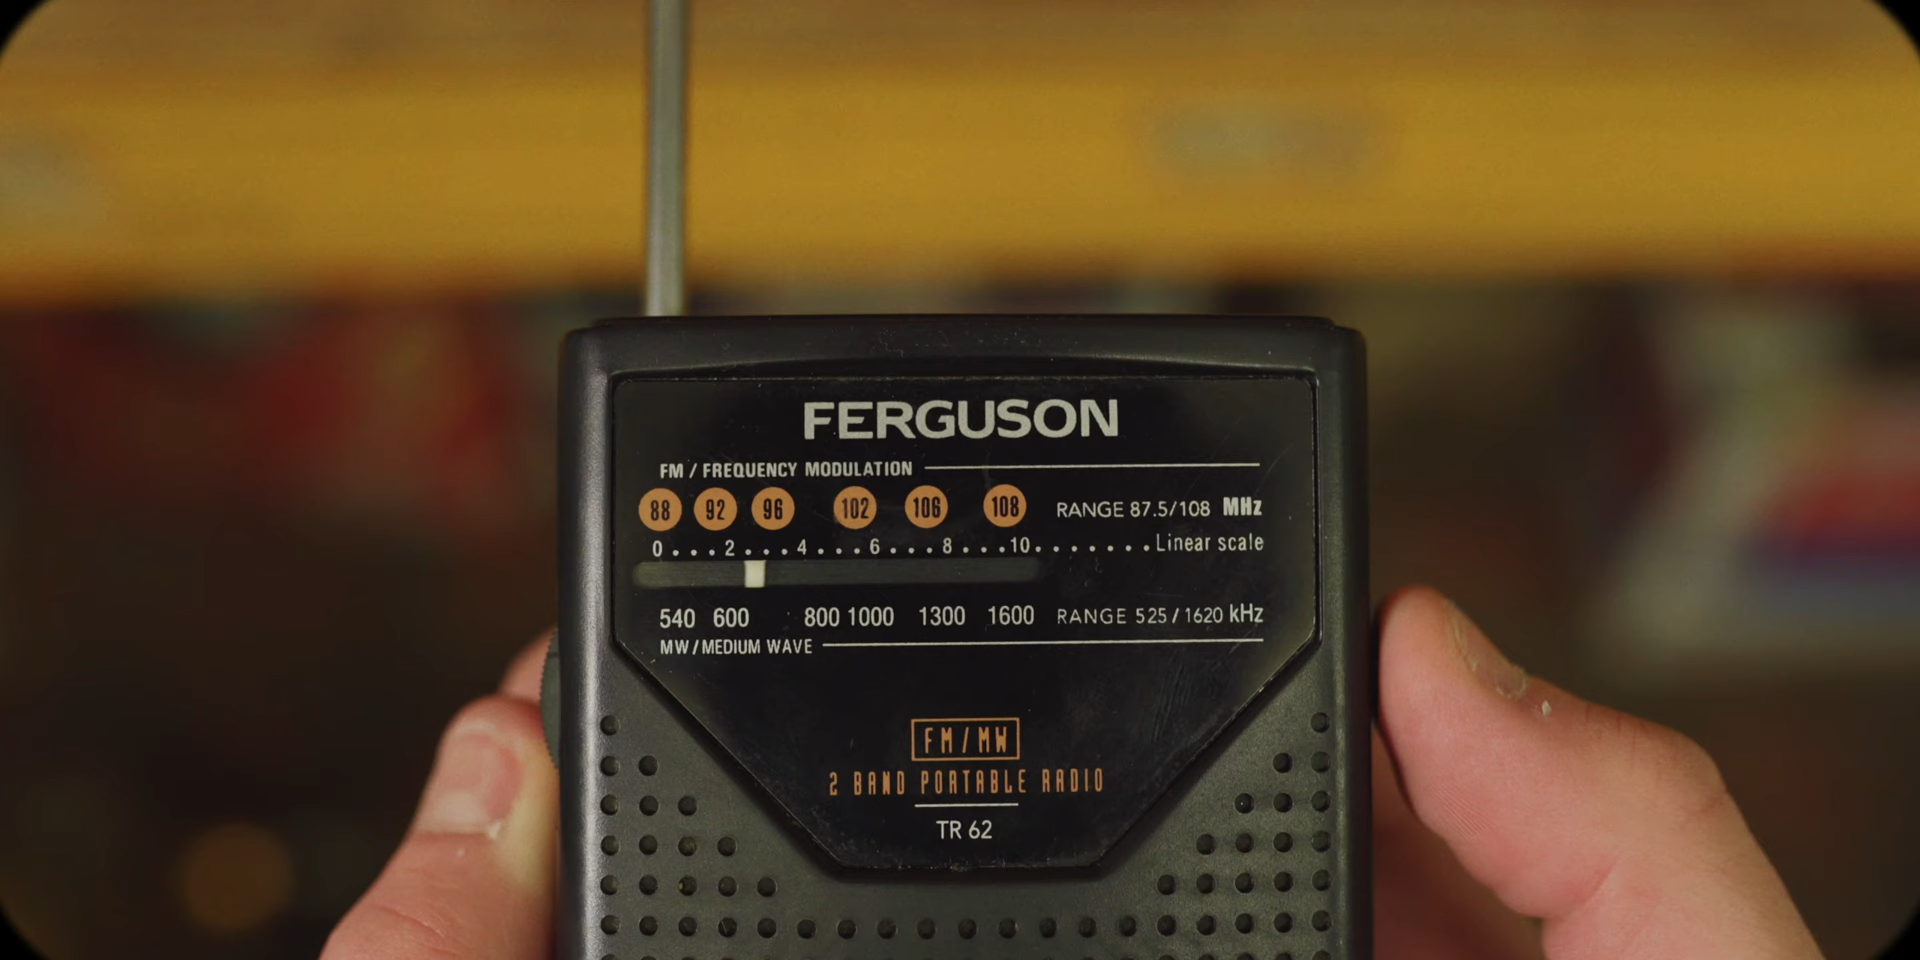 FERGUSON
FM / FREQUENCY MODULATION
88 92 96 102 106 108 RANGE 87.5/108 MHz
0 . . . 2 . . . 4 . . . 6 . . . 8 . . . 10 . . . . . . . Linear scale
540 600 800 1000 1300 1600 RANGE 525 / 1620 kHz
MW / MEDIUM WAVE
FM/MW
2 BAND PORTABLE RADIO
TR 62